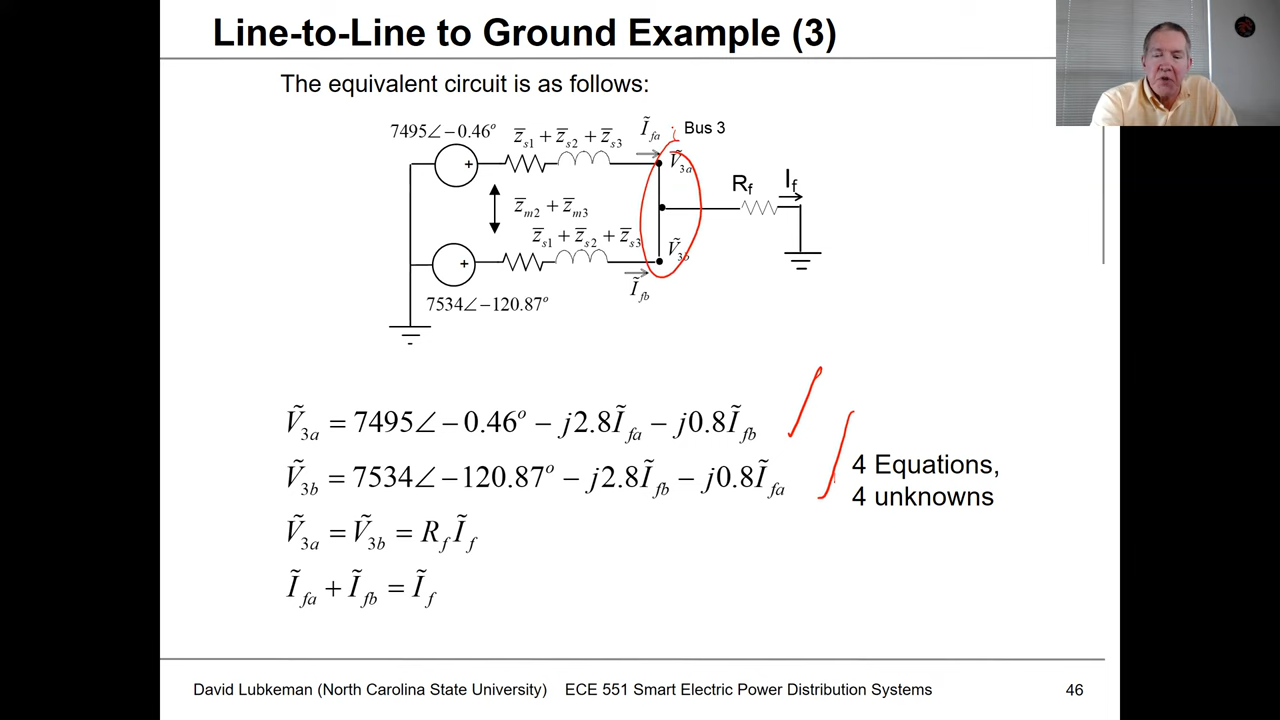 Line-to-Line to Ground Example (3)
The equivalent circuit is as follows:
7495∠−0.46°
z̄s1 + z̄s2 + z̄s3
Ĩfa
Bus 3
Ṽ3a
Rf
If
z̄m2 + z̄m3
z̄s1 + z̄s2 + z̄s3
Ṽ3b
Ĩfb
7534∠−120.87°
Ṽ3a = 7495∠−0.46° − j2.8Ĩfa − j0.8Ĩfb
Ṽ3b = 7534∠−120.87° − j2.8Ĩfb − j0.8Ĩfa
4 Equations,
4 unknowns
Ṽ3a = Ṽ3b = RfĨf
Ĩfa + Ĩfb = Ĩf
David Lubkeman (North Carolina State University) ECE 551 Smart Electric Power Distribution Systems 46